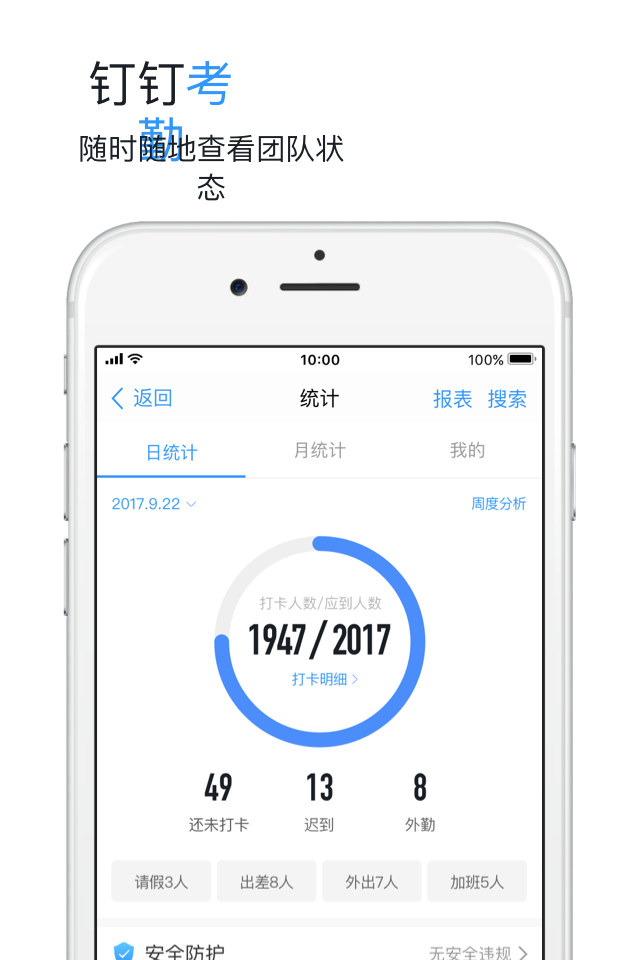 钉钉考
勤
随时随地查看团队状
态
10:00
100%
返回
统计
报表 搜索
日统计
月统计
我的
2017.9.22
周度分析
打卡人数/应到人数
1947/2017
打卡明细
49
13
8
还未打卡
迟到
外勤
请假3人
出差8人
外出7人
加班5人
安全防护
无安全违规